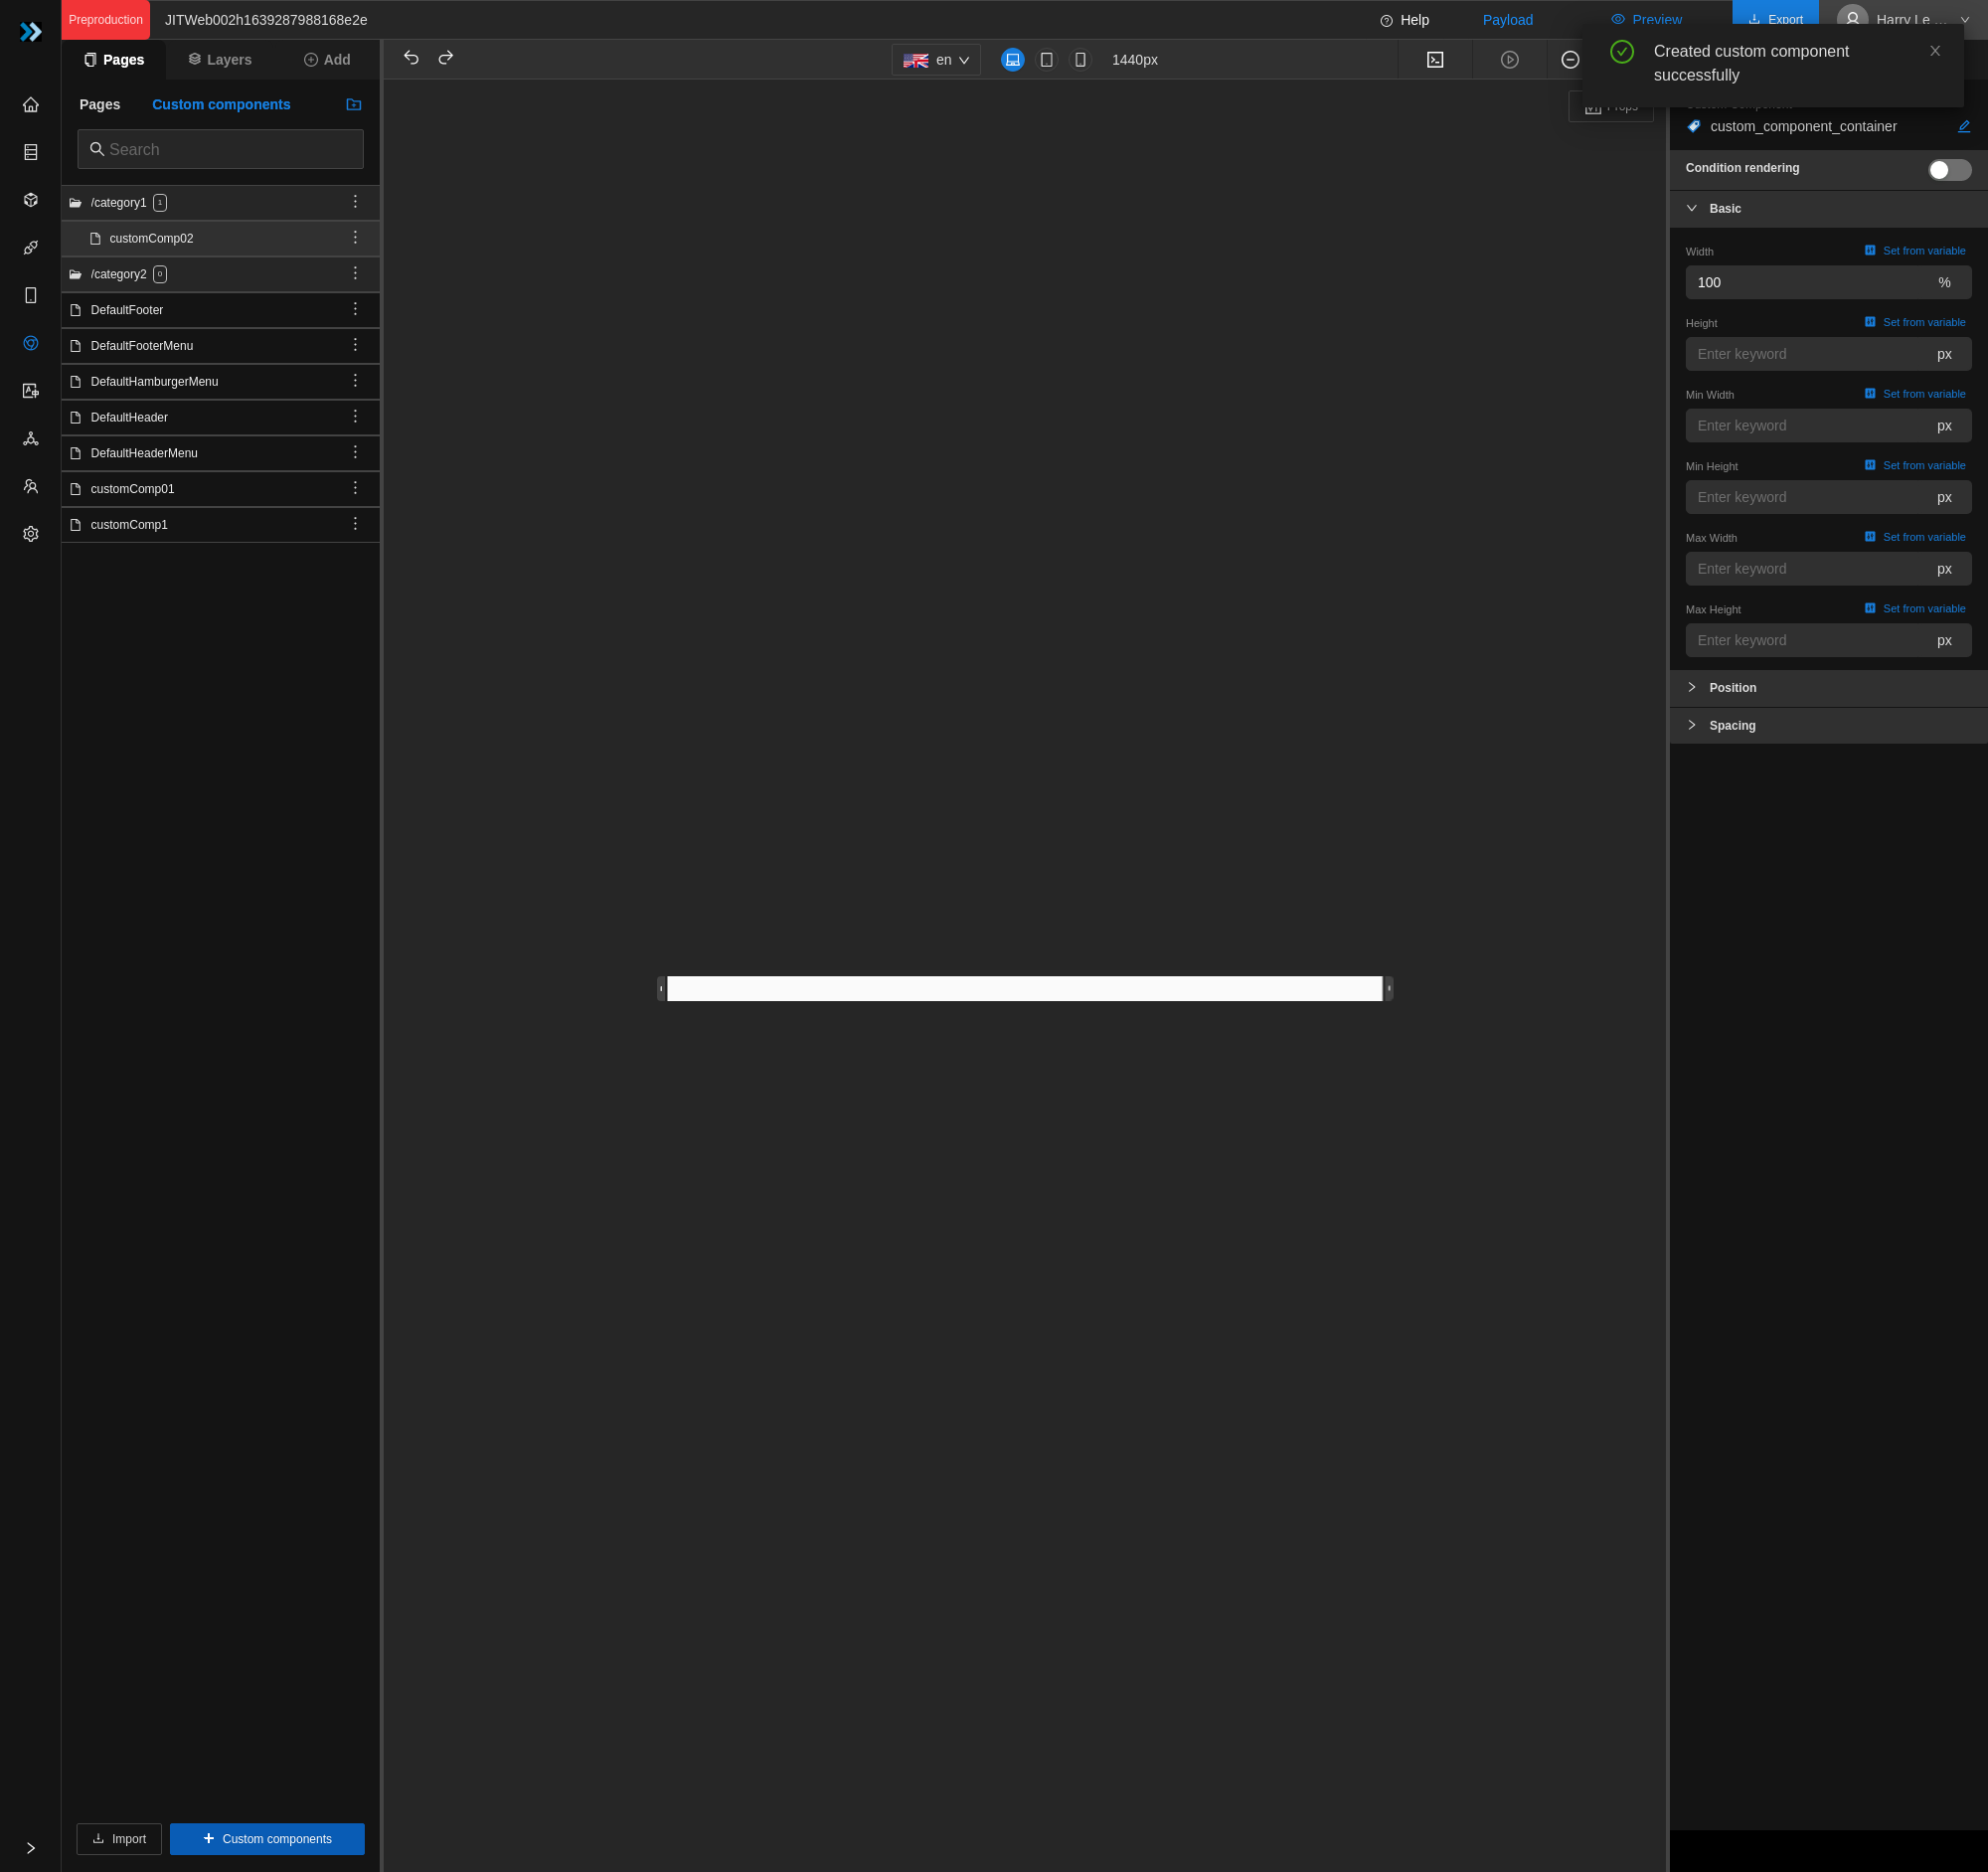 Preproduction
JITWeb002h1639287988168e2e
Help
Payload
Preview
Export
Harry Le ...
Created custom component
successfully
Pages
Layers
Add
en
1440px
Pages
Custom components
Search
/category1 1
customComp02
/category2 0
DefaultFooter
DefaultFooterMenu
DefaultHamburgerMenu
DefaultHeader
DefaultHeaderMenu
customComp01
customComp1
Import
Custom components
Props
custom_component_container
Condition rendering
Basic
Width
Set from variable
100 %
Height
Set from variable
Enter keyword px
Min Width
Set from variable
Enter keyword px
Min Height
Set from variable
Enter keyword px
Max Width
Set from variable
Enter keyword px
Max Height
Set from variable
Enter keyword px
Position
Spacing